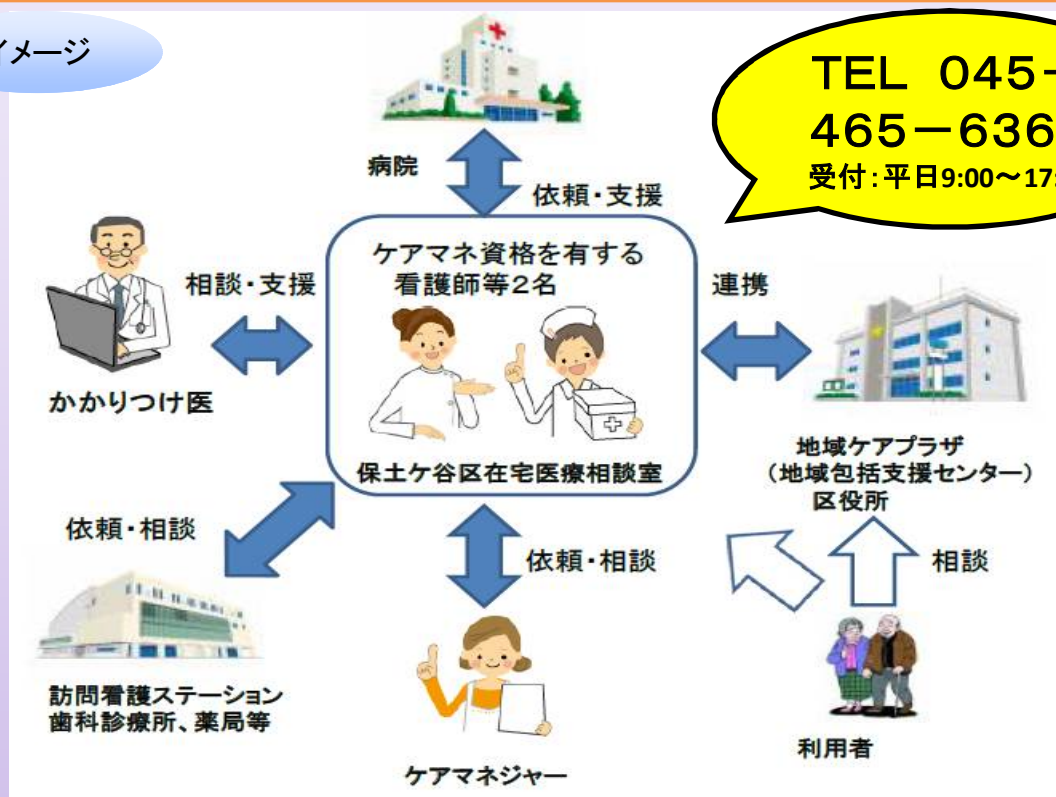 イメージ
TEL 045-
465-636
受付:平日9:00~17:
病院
依頼・支援
ケアマネ資格を有する
看護師等2名
相談・支援
連携
かかりつけ医
保土ケ谷区在宅医療相談室
地域ケアプラザ
(地域包括支援センター)
区役所
依頼・相談
依頼・相談
相談
訪問看護ステーション
歯科診療所、薬局等
利用者
ケアマネジャー